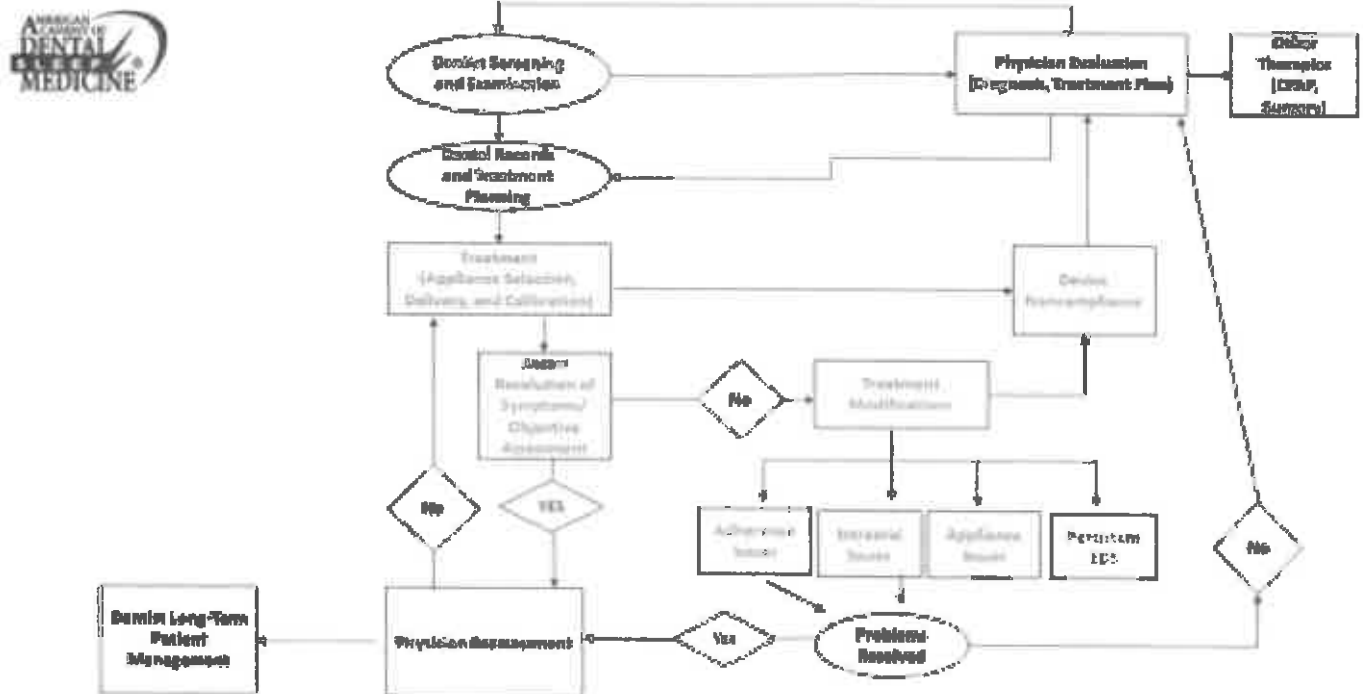 AMERICAN
ACADEMY OF
DENTAL
SLEEP
MEDICINE
Dentist Screening
and Examination
Physician Evaluation
(Diagnosis, Treatment Plan)
Other
Therapies
(CPAP,
Surgery)
Dental Records
and Treatment
Planning
Treatment
(Appliance Selection,
Delivery, and Calibration)
Device
Noncompliance
Assess
Resolution of
Symptoms/
Objective
Assessment
No
Treatment
Modifications
No
YES
Adherence
Issues
Intraoral
Issues
Appliance
Issues
Persistent
EDS
No
Dentist Long-Term
Patient
Management
Physician Reassessment
Yes
Problems
Resolved